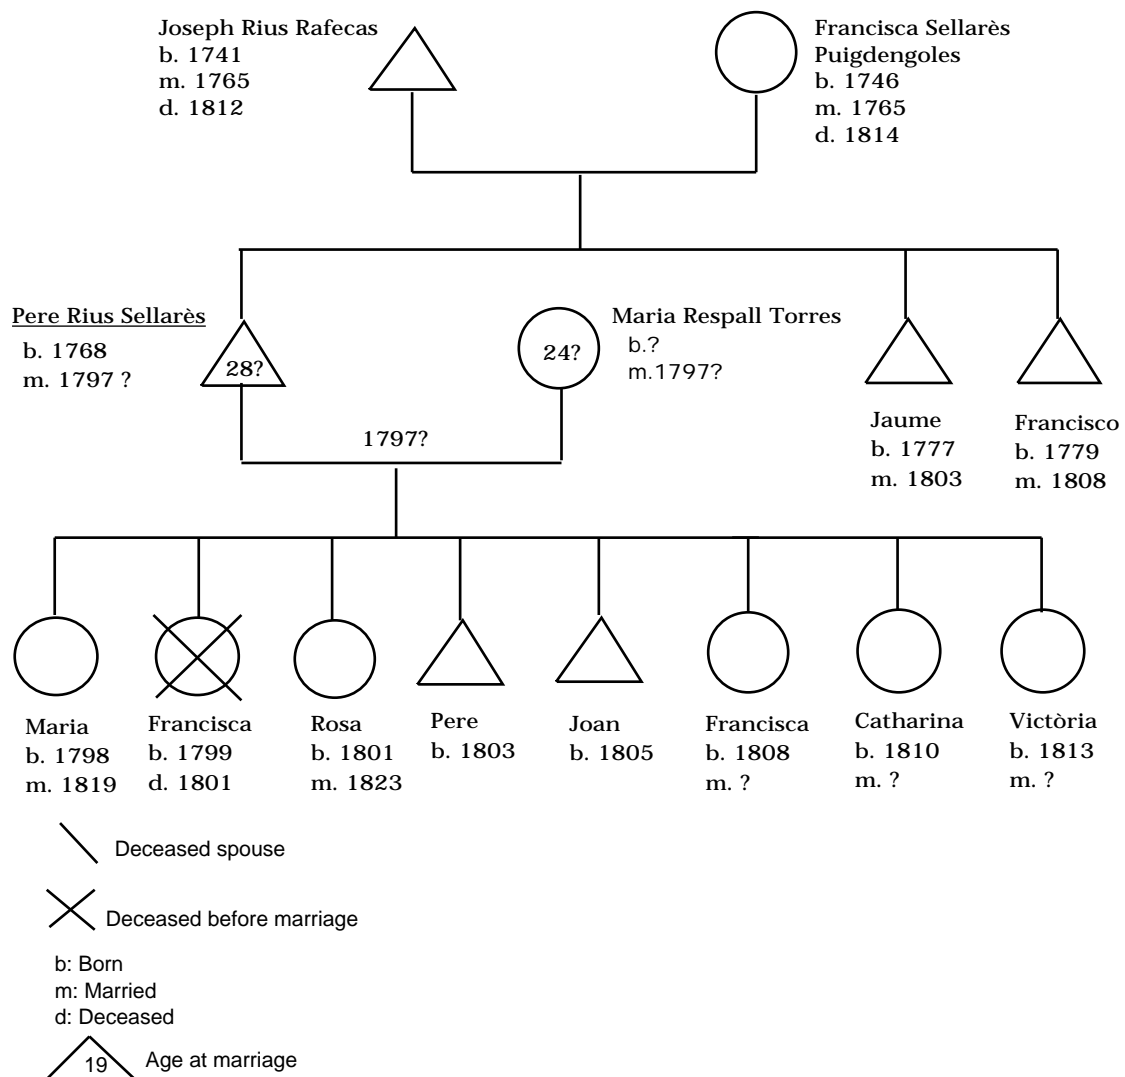 Joseph Rius Rafecas
b. 1741
m. 1765
d. 1812
Francisca Sellarès
Puigdengoles
b. 1746
m. 1765
d. 1814
Pere Rius Sellarès
b. 1768
m. 1797 ?
28?
24?
Maria Respall Torres
b.?
m.1797?
1797?
Jaume
b. 1777
m. 1803
Francisco
b. 1779
m. 1808
Maria
b. 1798
m. 1819
Francisca
b. 1799
d. 1801
Rosa
b. 1801
m. 1823
Pere
b. 1803
Joan
b. 1805
Francisca
b. 1808
m. ?
Catharina
b. 1810
m. ?
Victòria
b. 1813
m. ?
Deceased spouse
Deceased before marriage
b: Born
m: Married
d: Deceased
19
Age at marriage